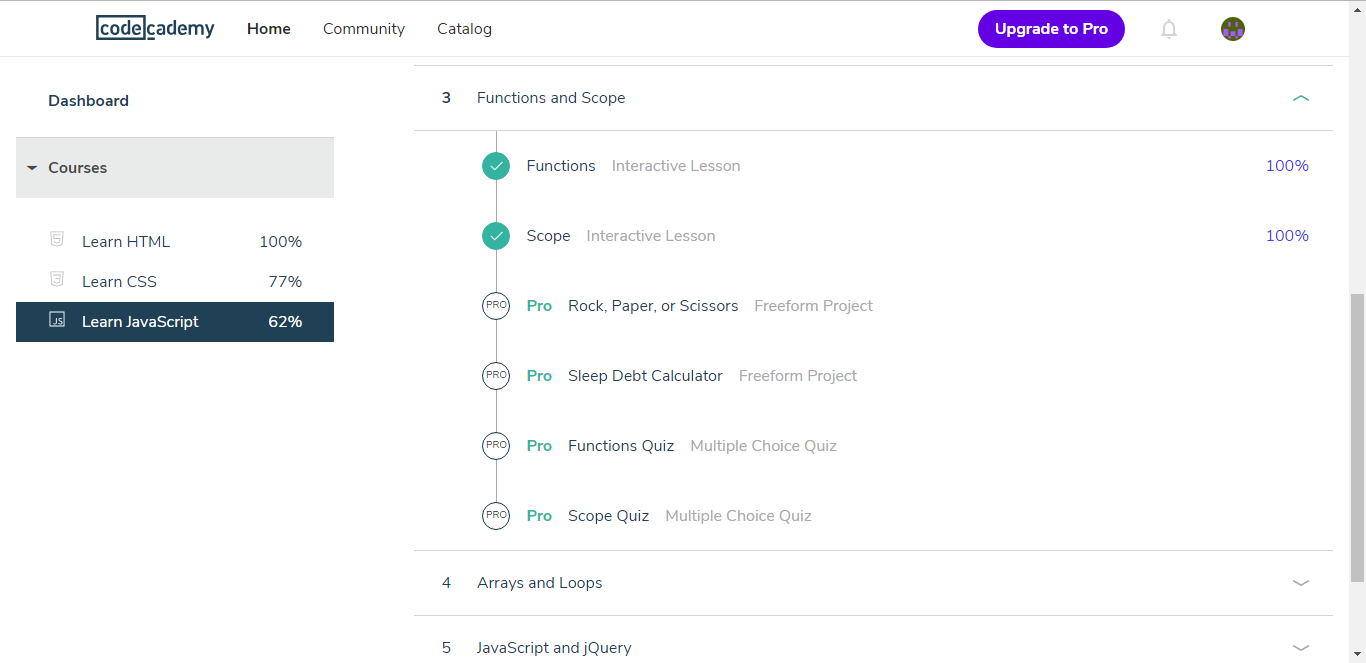 codecademy Home Community Catalog Upgrade to Pro
Dashboard
Courses
Learn HTML 100%
Learn CSS 77%
JS Learn JavaScript 62%
3 Functions and Scope
Functions Interactive Lesson 100%
Scope Interactive Lesson 100%
PRO Pro Rock, Paper, or Scissors Freeform Project
PRO Pro Sleep Debt Calculator Freeform Project
PRO Pro Functions Quiz Multiple Choice Quiz
PRO Pro Scope Quiz Multiple Choice Quiz
4 Arrays and Loops
5 JavaScript and jQuery